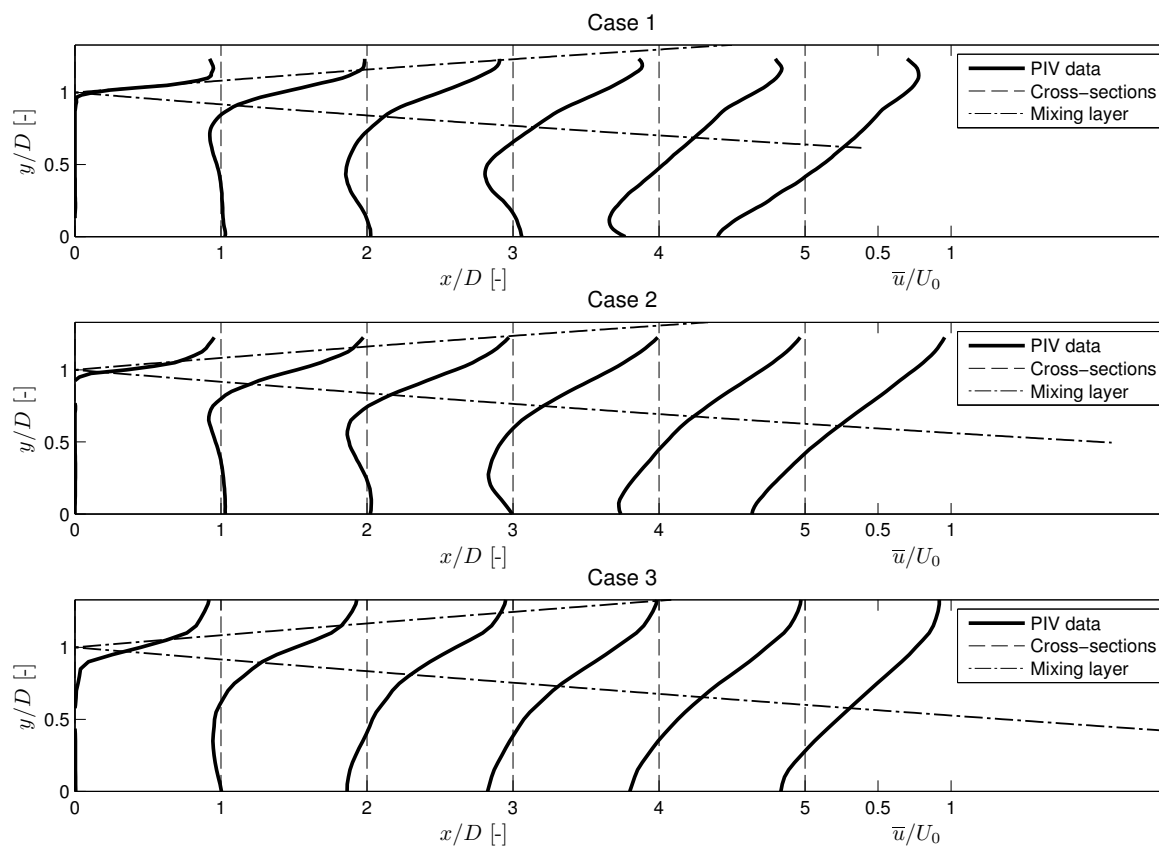 Case 1
y/D [-]
1
0.5
0
PIV data
Cross−sections
Mixing layer
0 1 2 3 4 5 0.5 1
x/D [-] u̅/U₀
Case 2
y/D [-]
1
0.5
0
PIV data
Cross−sections
Mixing layer
0 1 2 3 4 5 0.5 1
x/D [-] u̅/U₀
Case 3
y/D [-]
1
0.5
0
PIV data
Cross−sections
Mixing layer
0 1 2 3 4 5 0.5 1
x/D [-] u̅/U₀